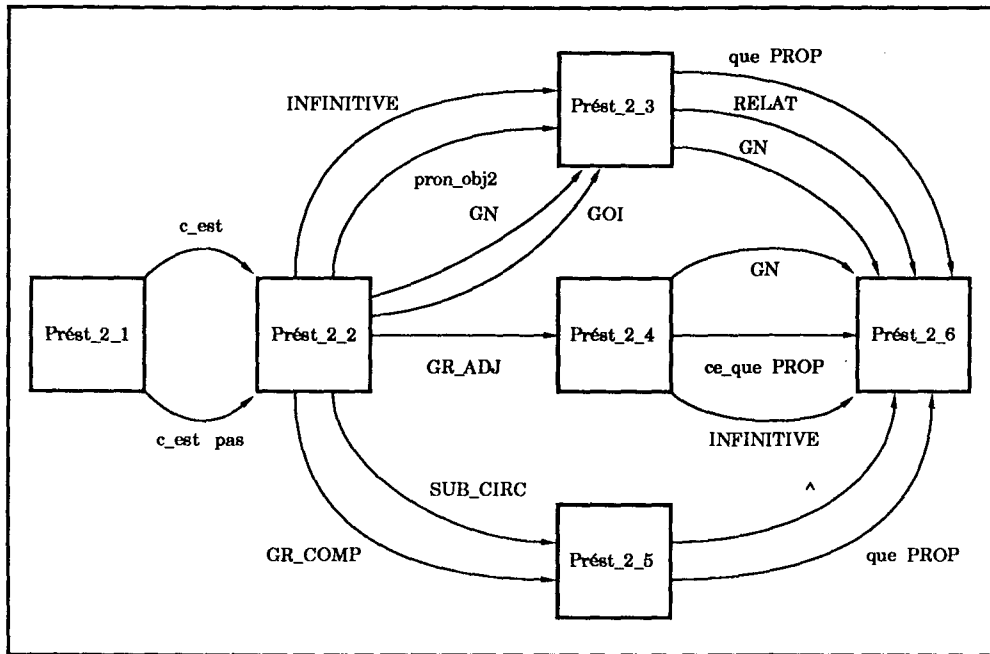 que PROP
INFINITIVE
Prést_2_3
RELAT
GN
pron_obj2
GN
GOI
c_est
GN
Prést_2_1
Prést_2_2
Prést_2_4
Prést_2_6
GR_ADJ
ce_que PROP
c_est pas
INFINITIVE
SUB_CIRC
^
GR_COMP
Prést_2_5
que PROP